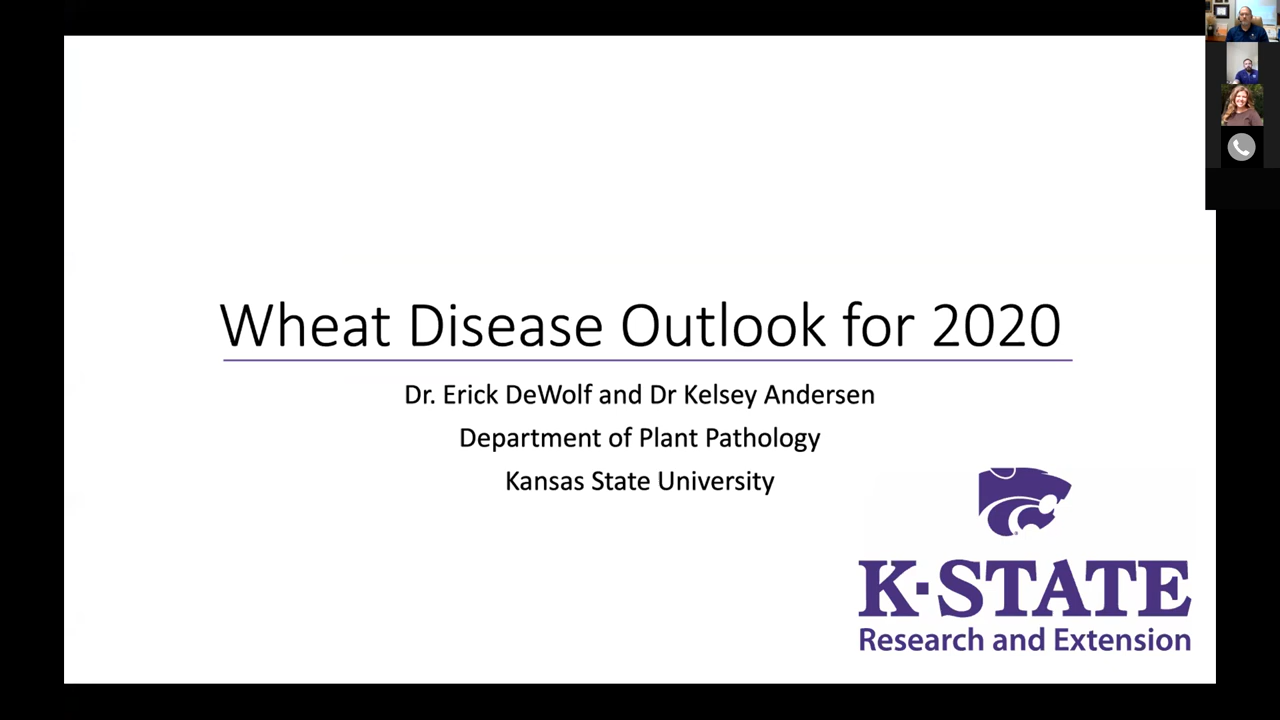 Wheat Disease Outlook for 2020
Dr. Erick DeWolf and Dr Kelsey Andersen
Department of Plant Pathology
Kansas State University
K·STATE
Research and Extension